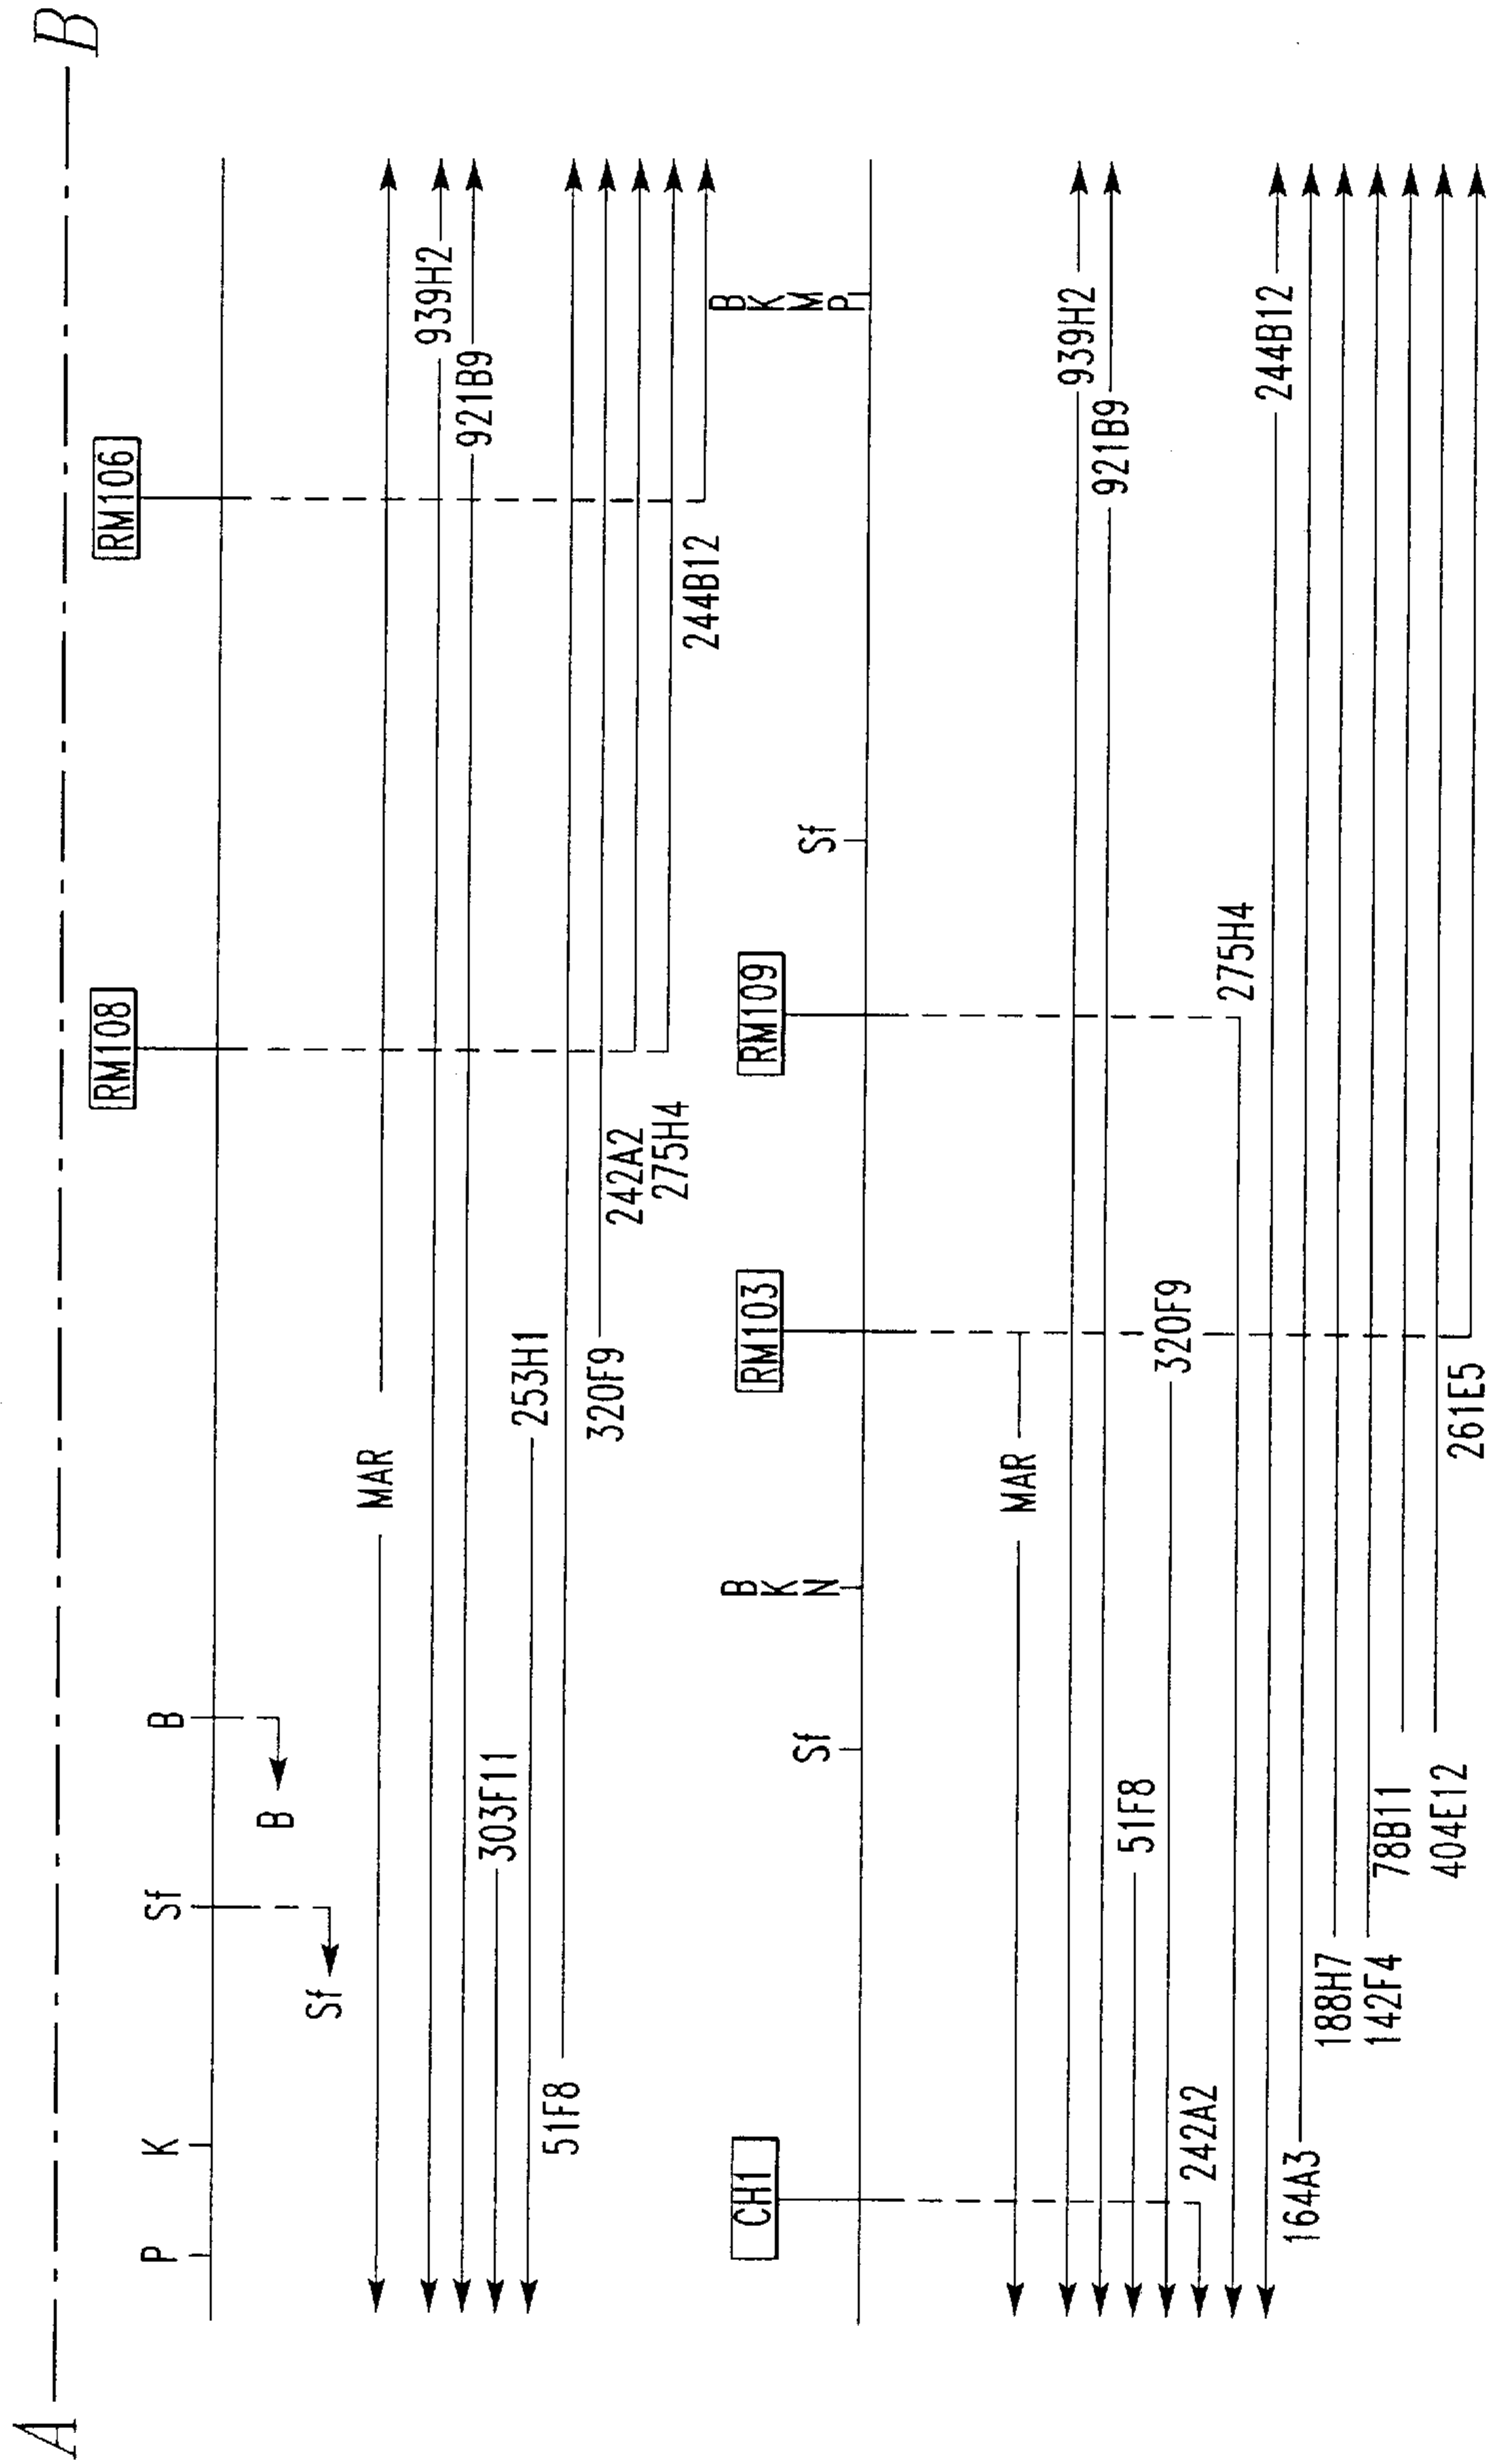 A B
RM108 RM106
P K Sf B
B
Sf
MAR
939H2
921B9
303F11
253H1
51F8
320F9
242A2
275H4
244B12
CH1 RM103 RM109
Sf
B
K
N
Sf
B
K
M
P
MAR
939H2
921B9
51F8
320F9
242A2
275H4
244B12
164A3
188H7
142F4
78B11
404E12
261E5